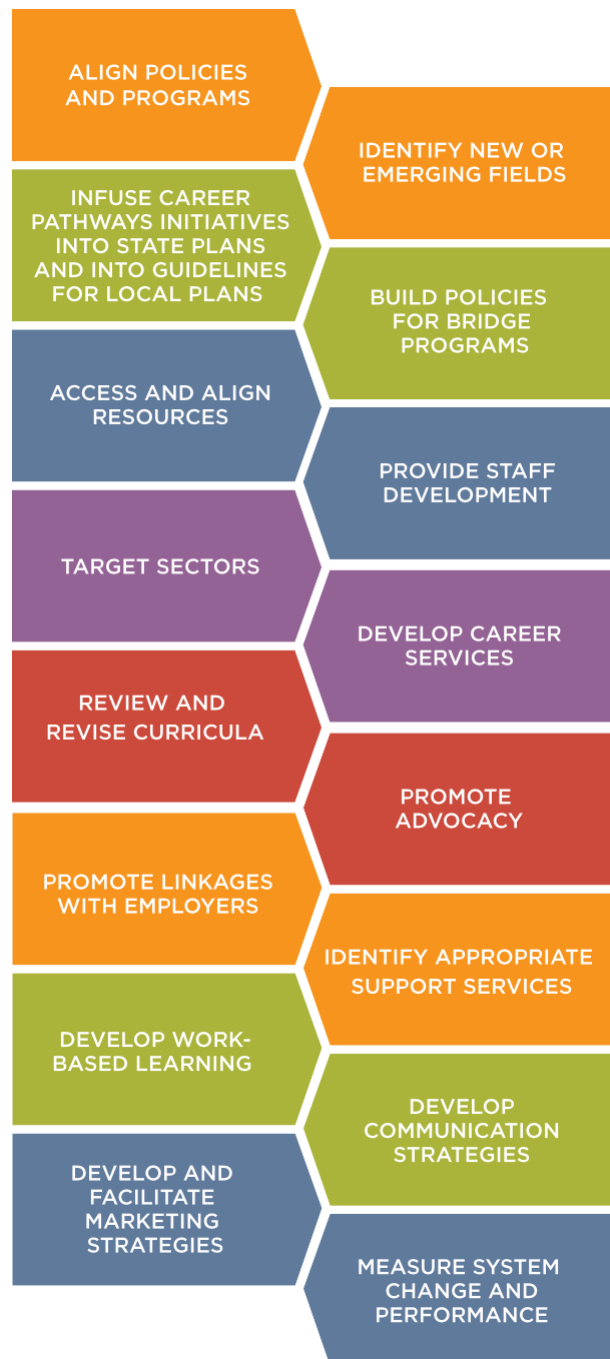 ALIGN POLICIES
AND PROGRAMS
IDENTIFY NEW OR
EMERGING FIELDS
INFUSE CAREER
PATHWAYS INITIATIVES
INTO STATE PLANS
AND INTO GUIDELINES
FOR LOCAL PLANS
BUILD POLICIES
FOR BRIDGE
PROGRAMS
ACCESS AND ALIGN
RESOURCES
PROVIDE STAFF
DEVELOPMENT
TARGET SECTORS
DEVELOP CAREER
SERVICES
REVIEW AND
REVISE CURRICULA
PROMOTE
ADVOCACY
PROMOTE LINKAGES
WITH EMPLOYERS
IDENTIFY APPROPRIATE
SUPPORT SERVICES
DEVELOP WORK-
BASED LEARNING
DEVELOP
COMMUNICATION
STRATEGIES
DEVELOP AND
FACILITATE
MARKETING
STRATEGIES
MEASURE SYSTEM
CHANGE AND
PERFORMANCE